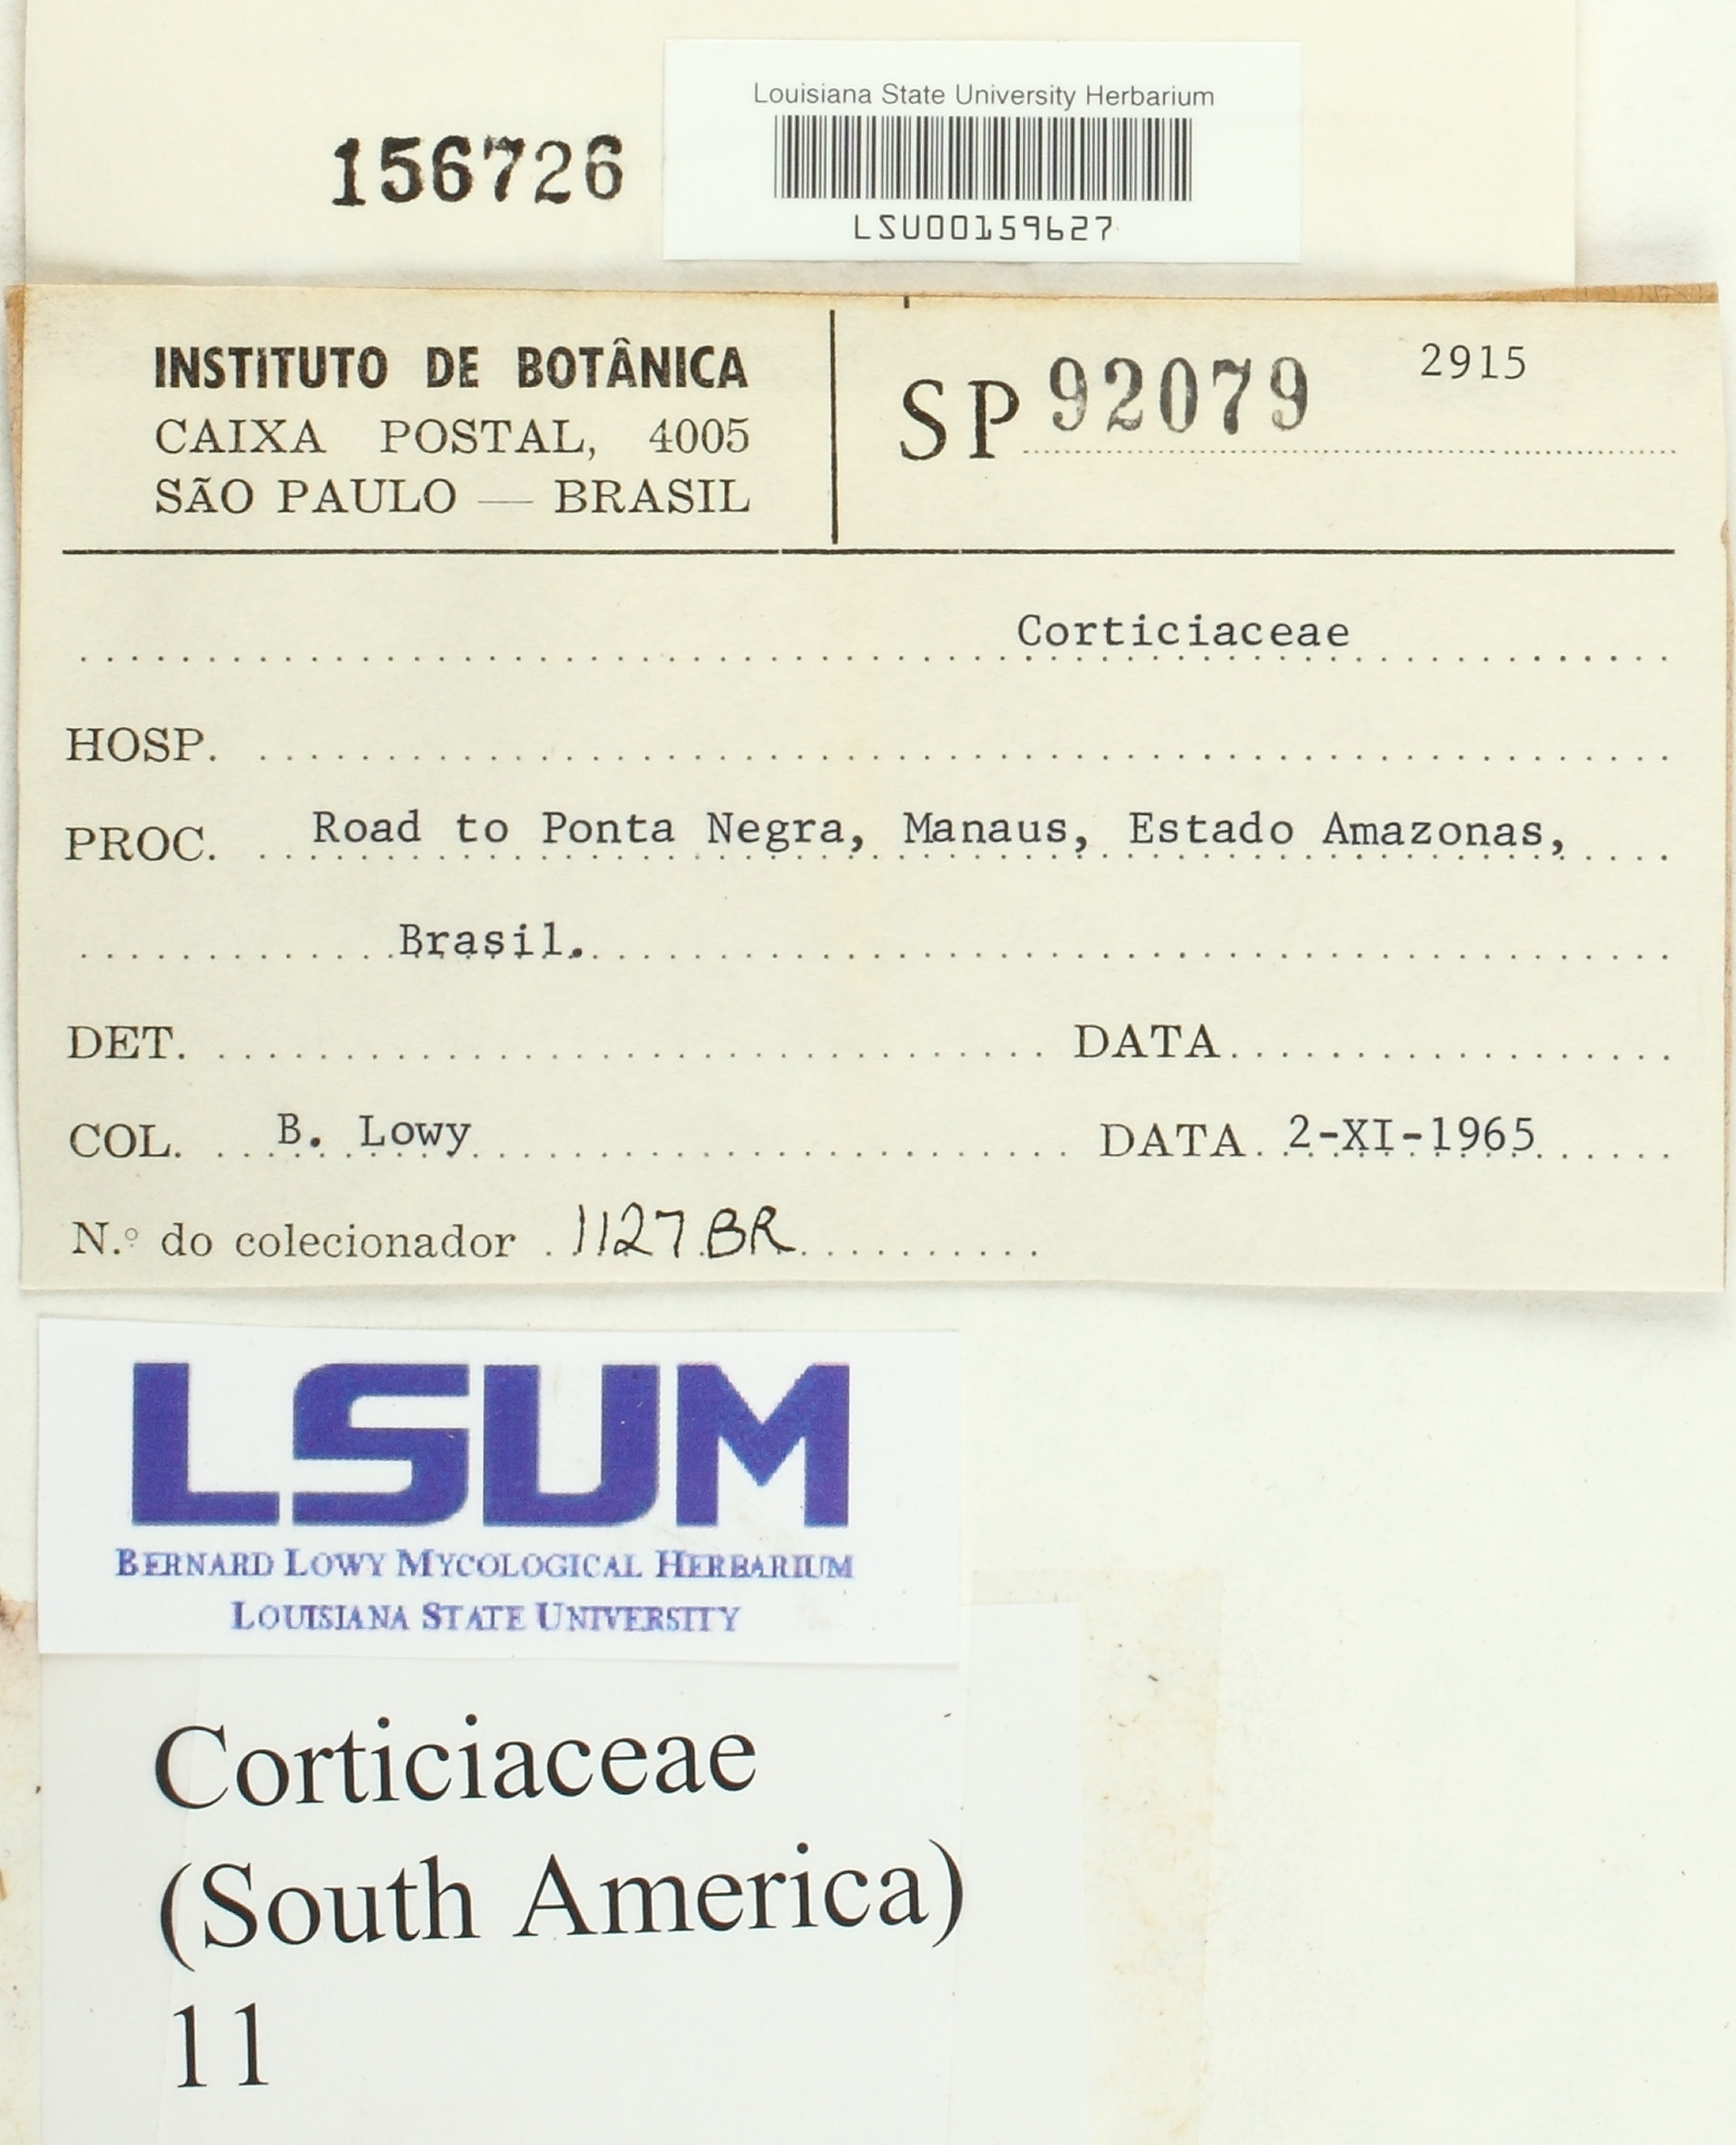 Louisiana State University Herbarium
156726
LSU00159627
INSTITUTO DE BOTÂNICA
CAIXA POSTAL, 4005
SÃO PAULO — BRASIL
SP 92079
2915
Corticiaceae
HOSP.
PROC. Road to Ponta Negra, Manaus, Estado Amazonas,
Brasil.
DET. DATA
COL. B. Lowy DATA 2-XI-1965
N.º do colecionador 1127 BR
LSUM
BERNARD LOWY MYCOLOGICAL HERBARIUM
LOUISIANA STATE UNIVERSITY
Corticiaceae
(South America)
11